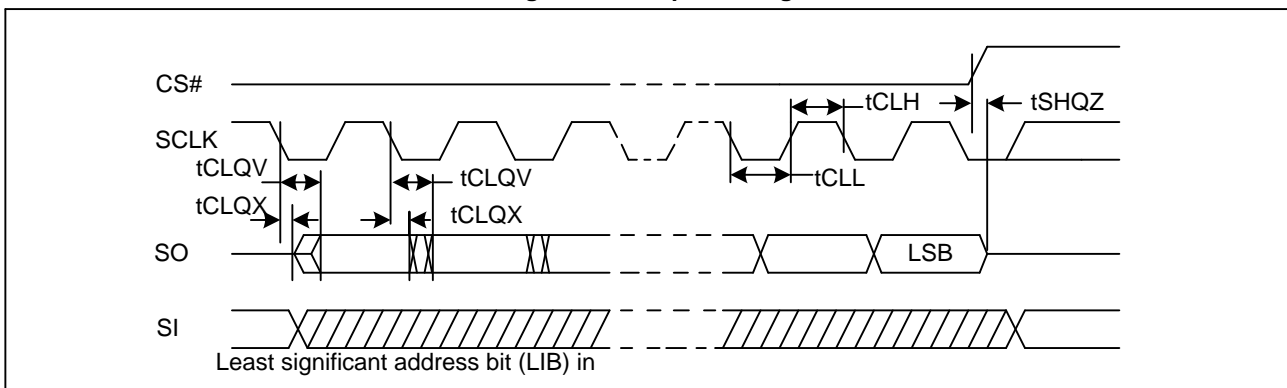 CS#
tCLH
tSHQZ
SCLK
tCLQV
tCLQV
tCLL
tCLQX
tCLQX
SO
LSB
SI
Least significant address bit (LIB) in